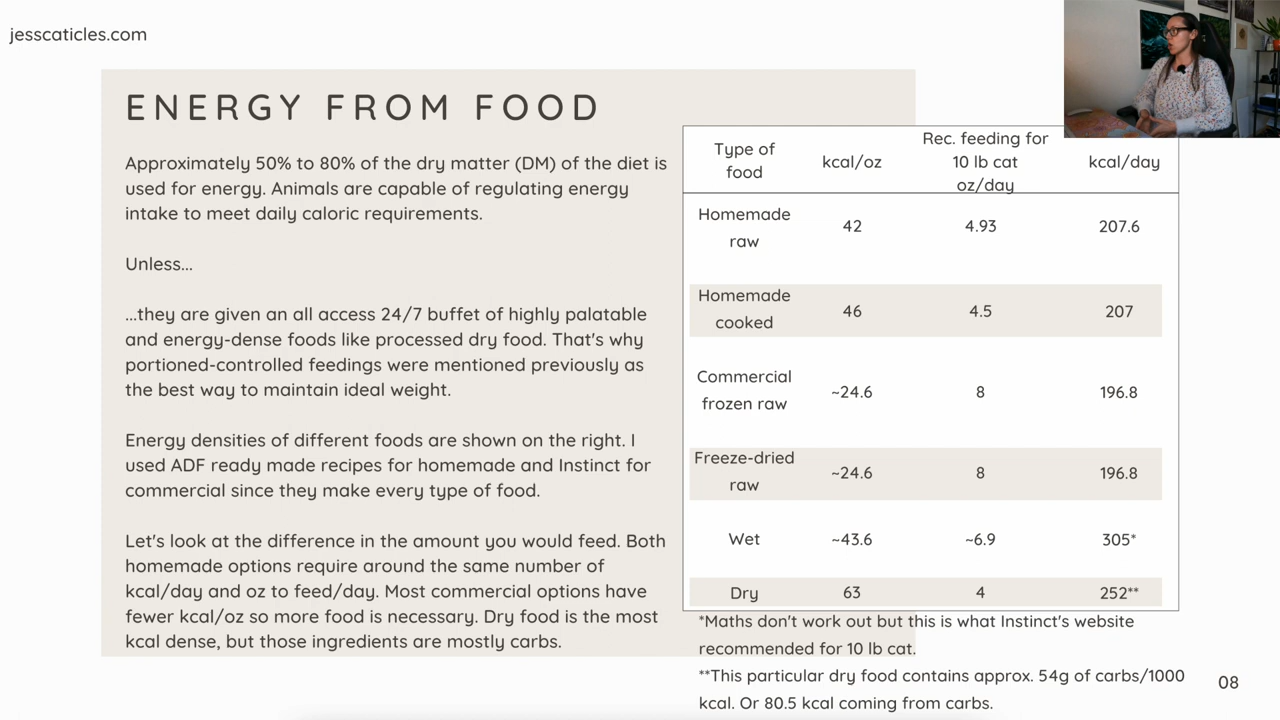 jesscaticles.com
ENERGY FROM FOOD
Approximately 50% to 80% of the dry matter (DM) of the diet is
used for energy. Animals are capable of regulating energy
intake to meet daily caloric requirements.
Unless...
...they are given an all access 24/7 buffet of highly palatable
and energy-dense foods like processed dry food. That's why
portioned-controlled feedings were mentioned previously as
the best way to maintain ideal weight.
Energy densities of different foods are shown on the right. I
used ADF ready made recipes for homemade and Instinct for
commercial since they make every type of food.
Let's look at the difference in the amount you would feed. Both
homemade options require around the same number of
kcal/day and oz to feed/day. Most commercial options have
fewer kcal/oz so more food is necessary. Dry food is the most
kcal dense, but those ingredients are mostly carbs.
Type of
food
kcal/oz
Rec. feeding for
10 lb cat
oz/day
kcal/day
Homemade
raw
42
4.93
207.6
Homemade
cooked
46
4.5
207
Commercial
frozen raw
~24.6
8
196.8
Freeze-dried
raw
~24.6
8
196.8
Wet
~43.6
~6.9
305*
Dry
63
4
252**
*Maths don't work out but this is what Instinct's website
recommended for 10 lb cat.
**This particular dry food contains approx. 54g of carbs/1000
kcal. Or 80.5 kcal coming from carbs.
08